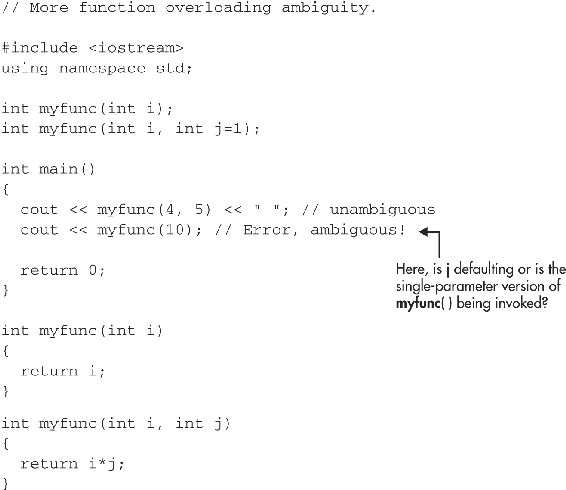 // More function overloading ambiguity.
#include <iostream>
using namespace std;
int myfunc(int i);
int myfunc(int i, int j=1);
int main()
{
  cout << myfunc(4, 5) << " "; // unambiguous
  cout << myfunc(10); // Error, ambiguous!
Here, is j defaulting or is the
single-parameter version of
myfunc( ) being invoked?
  return 0;
}
int myfunc(int i)
{
  return i;
}
int myfunc(int i, int j)
{
  return i*j;
}